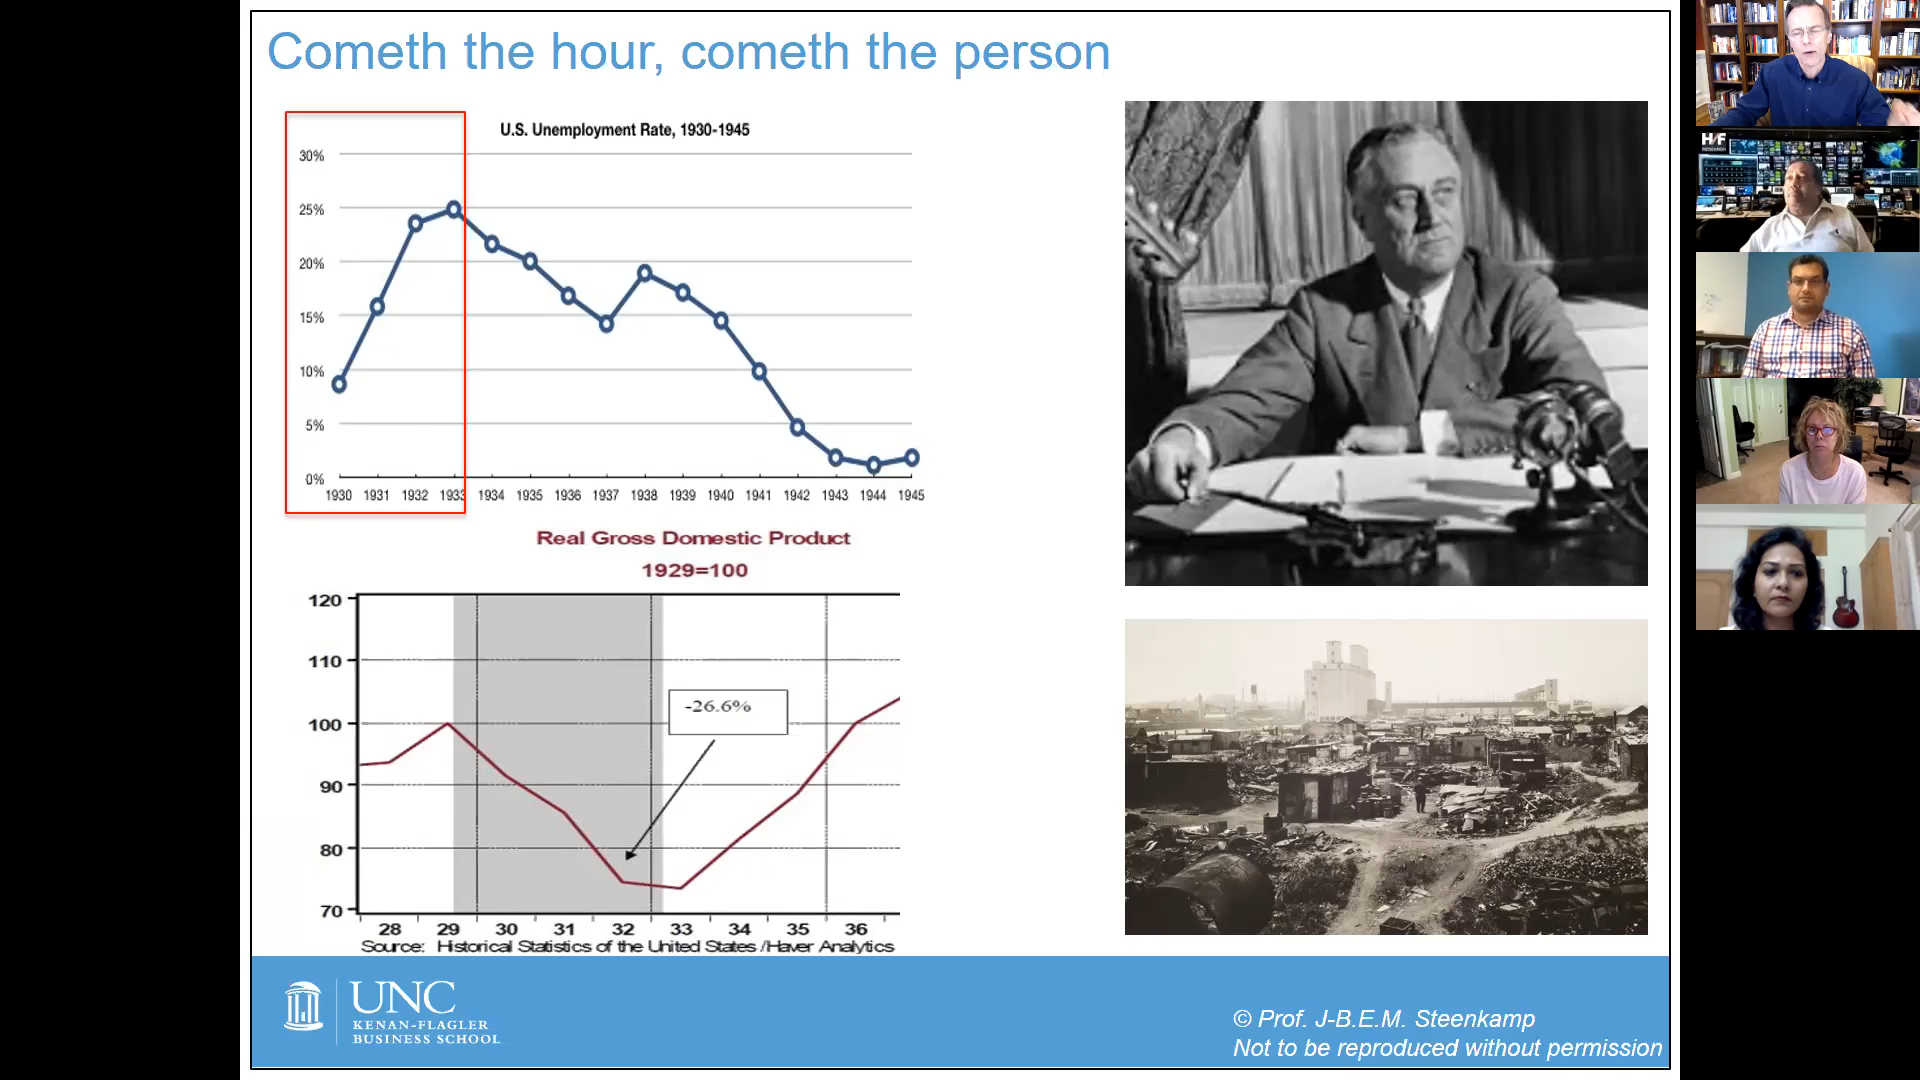 Cometh the hour, cometh the person
U.S. Unemployment Rate, 1930-1945
30%
25%
20%
15%
10%
5%
0%
1930 1931 1932 1933 1934 1935 1936 1937 1938 1939 1940 1941 1942 1943 1944 1945
Real Gross Domestic Product
1929=100
120
110
100
90
80
70
-26.6%
28 29 30 31 32 33 34 35 36
Source: Historical Statistics of the United States /Haver Analytics
UNC
KENAN-FLAGLER
BUSINESS SCHOOL
© Prof. J-B.E.M. Steenkamp
Not to be reproduced without permission
RESEARCH